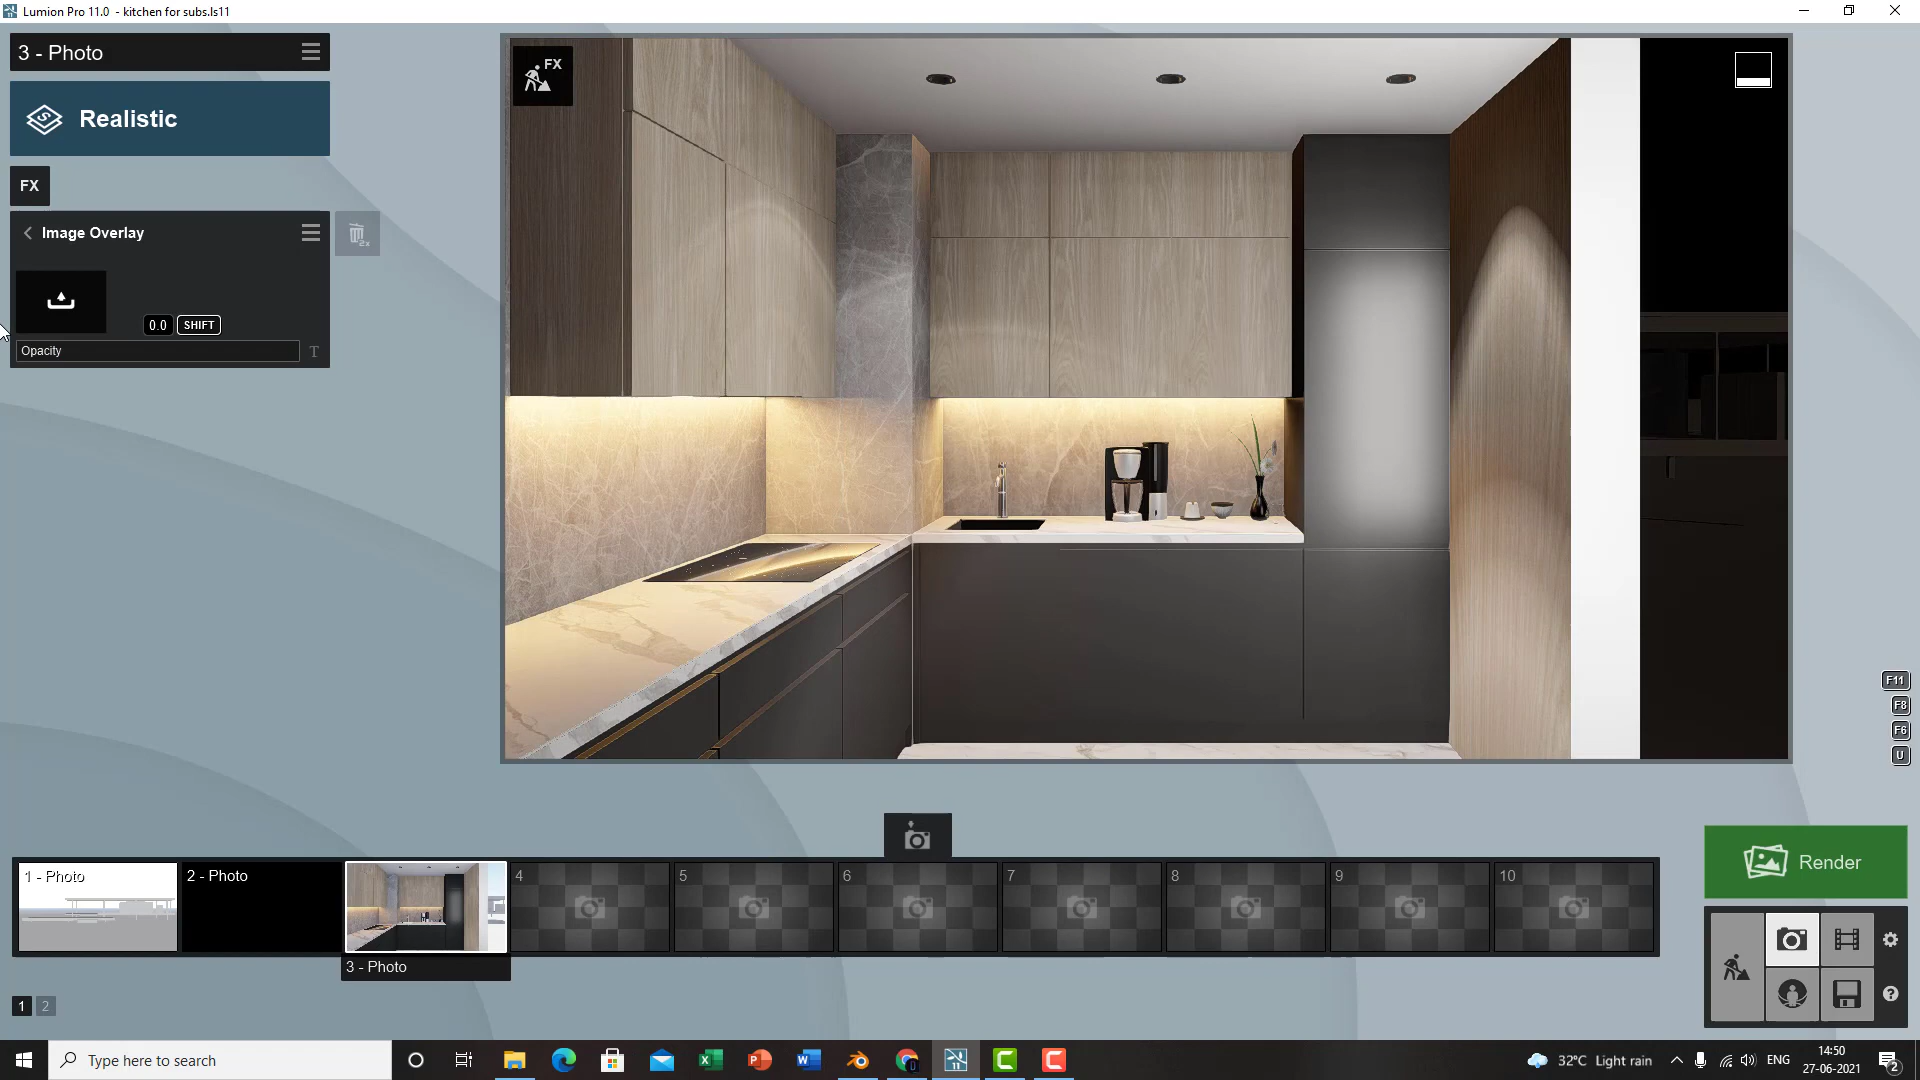 Lumion Pro 11.0 - kitchen for subs.ls11
3 - Photo
Realistic
FX
Image Overlay
0.0 SHIFT
Opacity
T
2x
FX
F11
F8
F6
U
Render
1 - Photo
2 - Photo
4
5
6
7
8
9
10
3 - Photo
1 2
Type here to search
32°C Light rain
ENG
14:50
27-06-2021
2